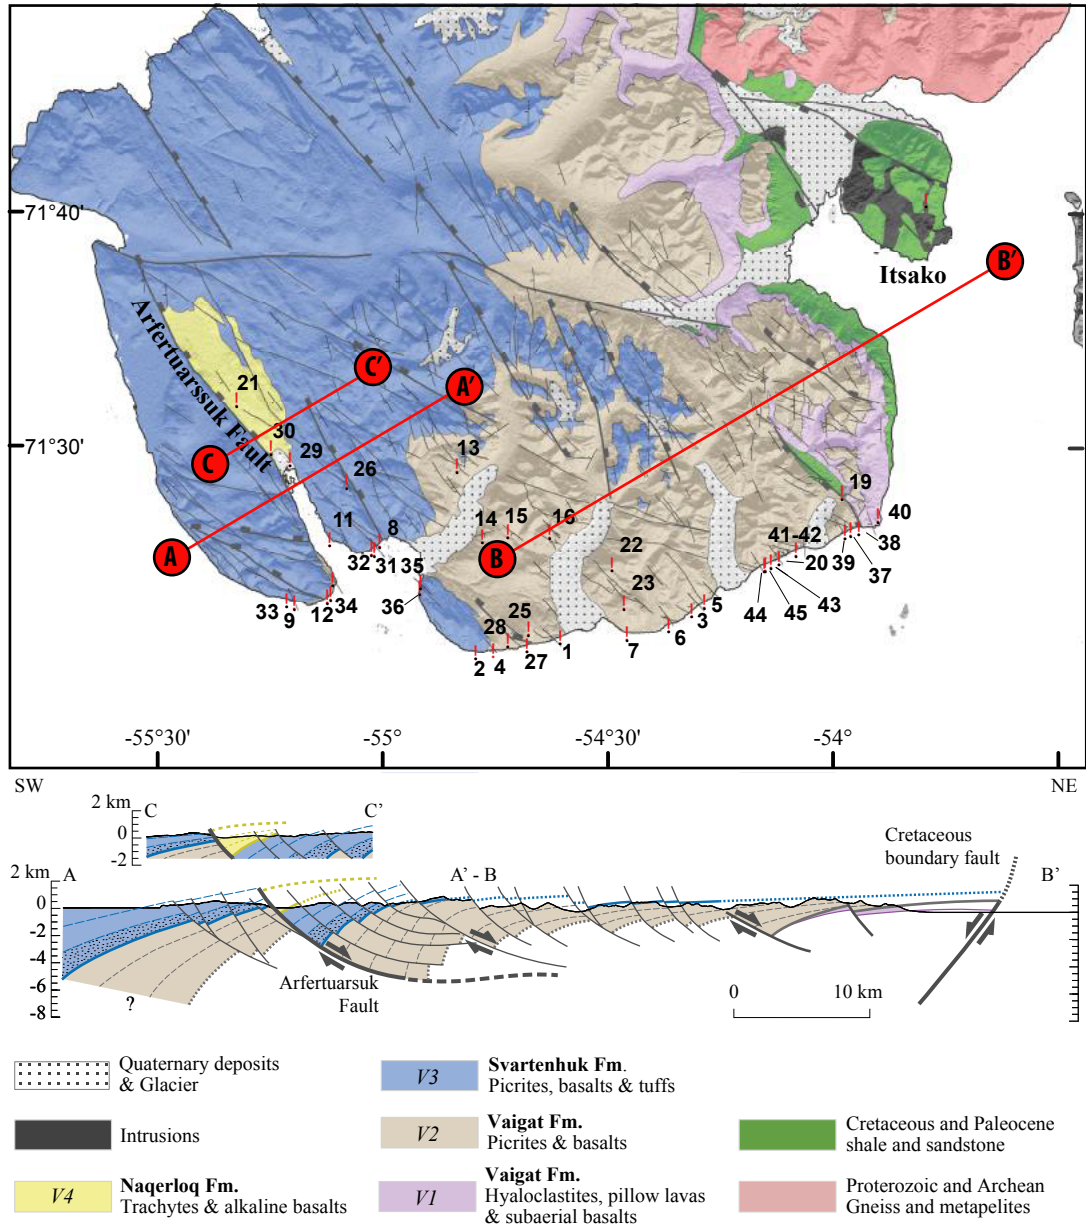 71°40'
71°30'
Itsako
B'
Arfertuarssuk Fault
C'
A'
21
C
30
29
13
26
19
A
11
8
14
15
16
B
22
41-42
40
32
31
35
20
39
38
37
36
23
44
45
43
33
9
12
34
25
28
5
3
6
7
1
27
4
2
-55°30'
-55°
-54°30'
-54°
SW
NE
2 km
C
C'
0
-2
Cretaceous
boundary fault
2 km
A
A' - B
B'
0
-2
-4
-6
-8
?
Arfertuarsuk
Fault
0
10 km
Quaternary deposits
& Glacier
Intrusions
V4
Naqerloq Fm.
Trachytes & alkaline basalts
V3
Svartenhuk Fm.
Picrites, basalts & tuffs
V2
Vaigat Fm.
Picrites & basalts
V1
Vaigat Fm.
Hyaloclastites, pillow lavas
& subaerial basalts
Cretaceous and Paleocene
shale and sandstone
Proterozoic and Archean
Gneiss and metapelites